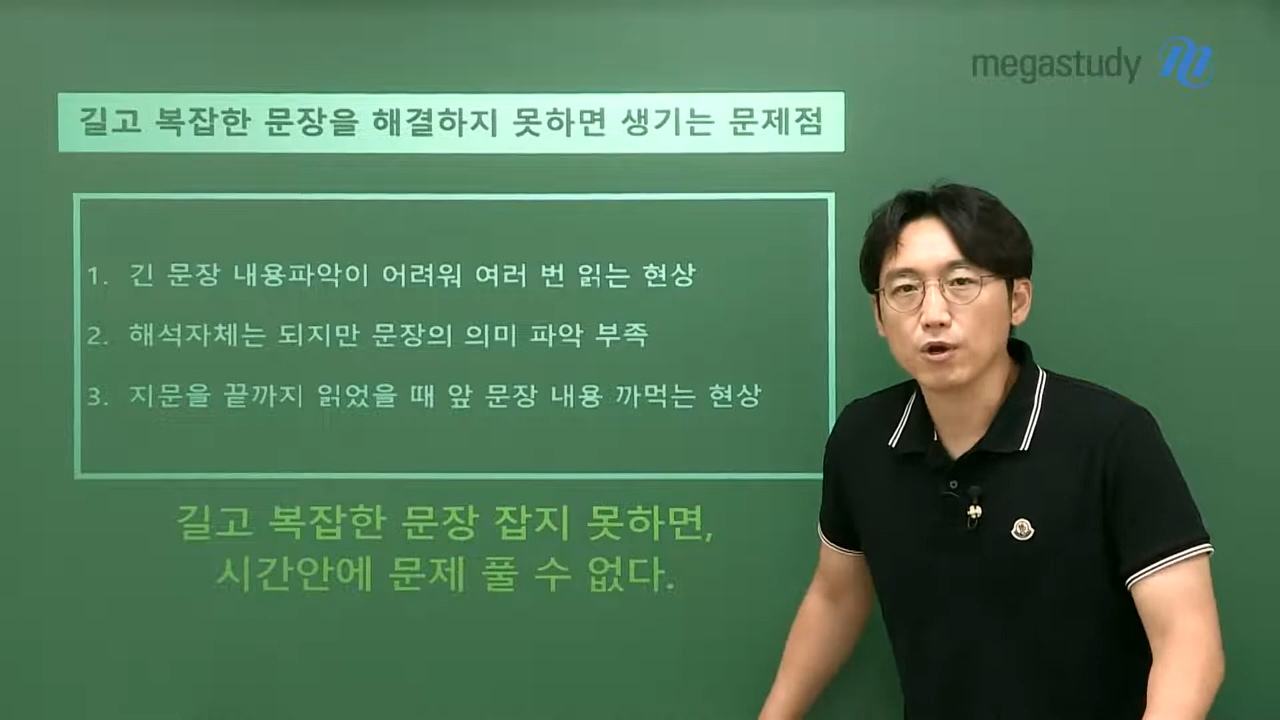 megastudy
길고 복잡한 문장을 해결하지 못하면 생기는 문제점
1. 긴 문장 내용파악이 어려워 여러 번 읽는 현상
2. 해석자체는 되지만 문장의 의미 파악 부족
3. 지문을 끝까지 읽었을 때 앞 문장 내용 까먹는 현상
길고 복잡한 문장 잡지 못하면,
시간안에 문제 풀 수 없다.